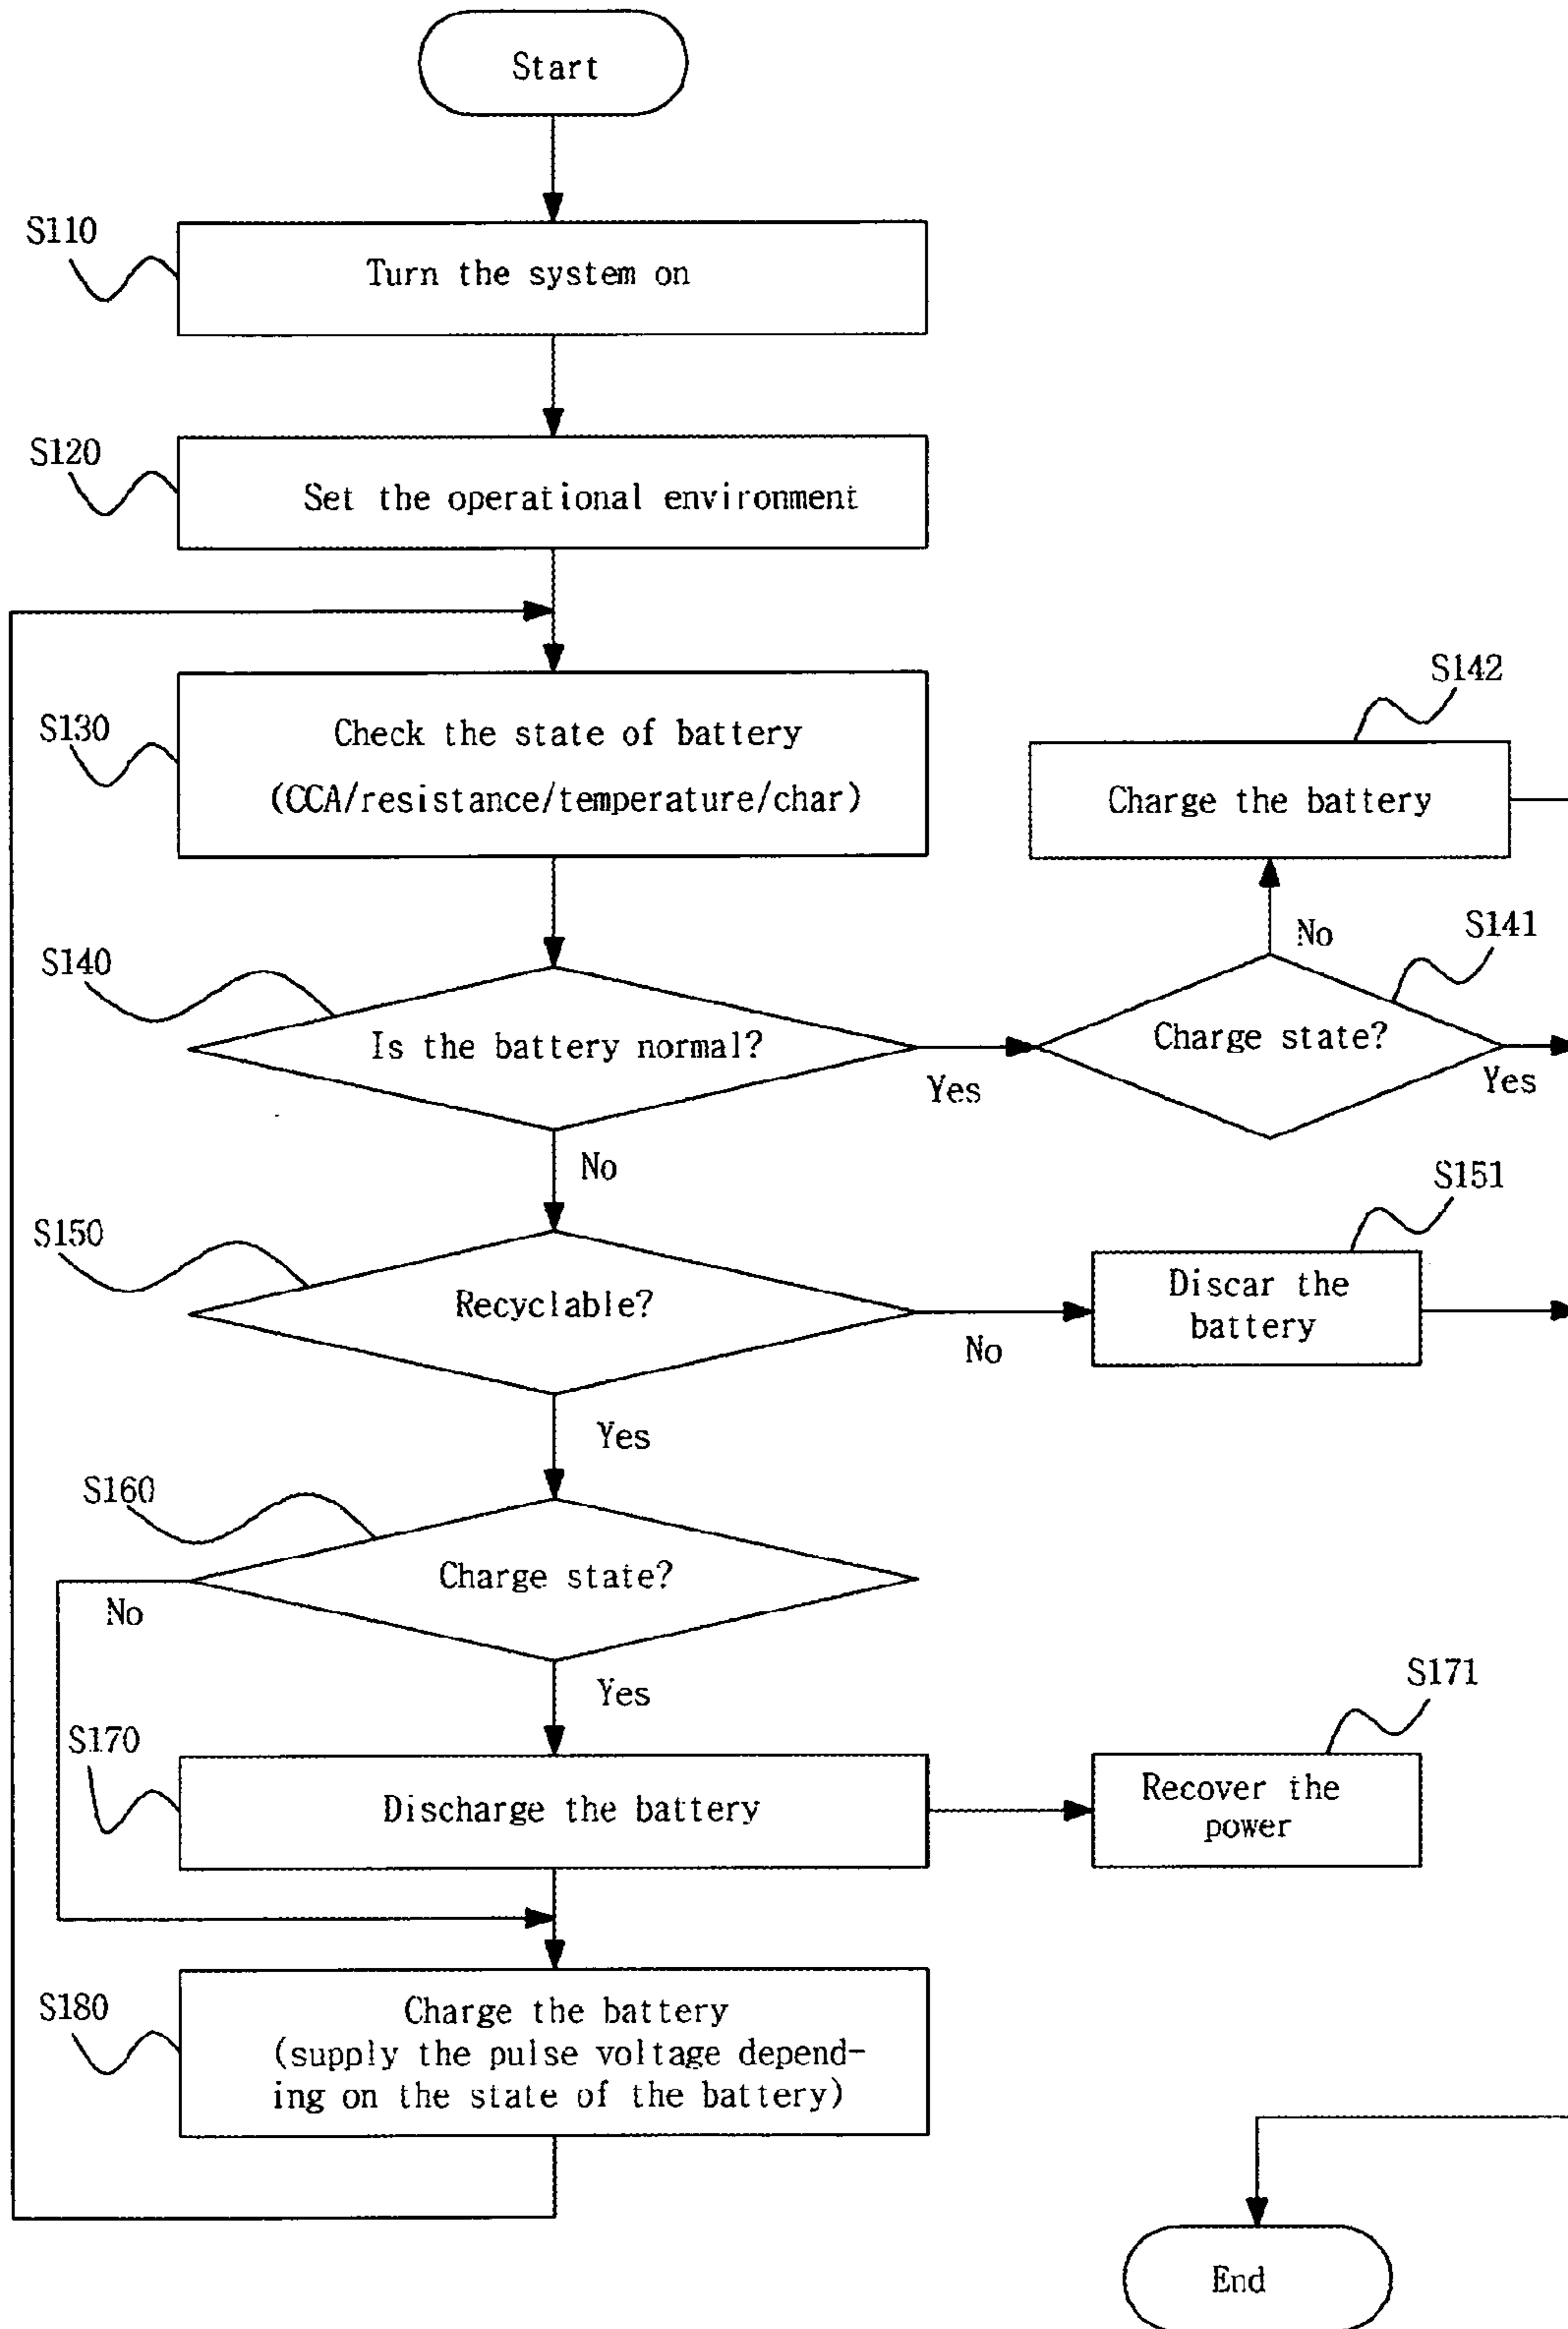 Start
S110
Turn the system on
S120
Set the operational environment
S130
Check the state of battery
(CCA/resistance/temperature/char)
S142
Charge the battery
No
S141
Charge state?
Yes
S140
Is the battery normal?
Yes
No
S150
Recyclable?
No
S151
Discar the
battery
Yes
S160
Charge state?
No
Yes
S170
Discharge the battery
S171
Recover the
power
S180
Charge the battery
(supply the pulse voltage depend-
ing on the state of the battery)
End